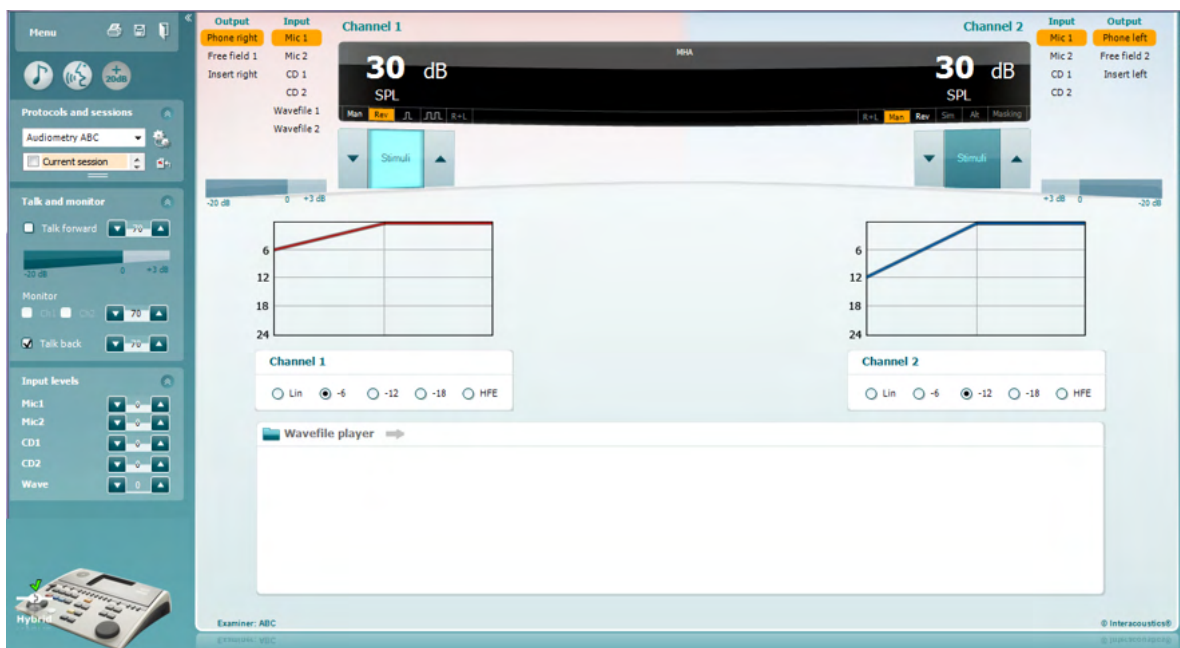 Menu
+
20dB
Protocols and sessions
Audiometry ABC
Current session
Talk and monitor
Talk forward 70
-20 dB 0 +3 dB
Monitor
Ch1 Ch2 70
Talk back 70
Input levels
Mic1 0
Mic2 0
CD1 0
CD2 0
Wave 0
Hybrid
Output Input
Phone right Mic 1
Free field 1 Mic 2
Insert right CD 1
CD 2
Wavefile 1
Wavefile 2
-20 dB 0 +3 dB
Channel 1
MHA
30 dB
SPL
Man Rev R+L
Stimuli
Channel 2
30 dB
SPL
R+L Man Rev Sim Alt Masking
Stimuli
Input Output
Mic 1 Phone left
Mic 2 Free field 2
CD 1 Insert left
CD 2
+3 dB 0 -20 dB
6
12
18
24
Channel 1
Lin -6 -12 -18 HFE
6
12
18
24
Channel 2
Lin -6 -12 -18 HFE
Wavefile player
Examiner: ABC
© Interacoustics®